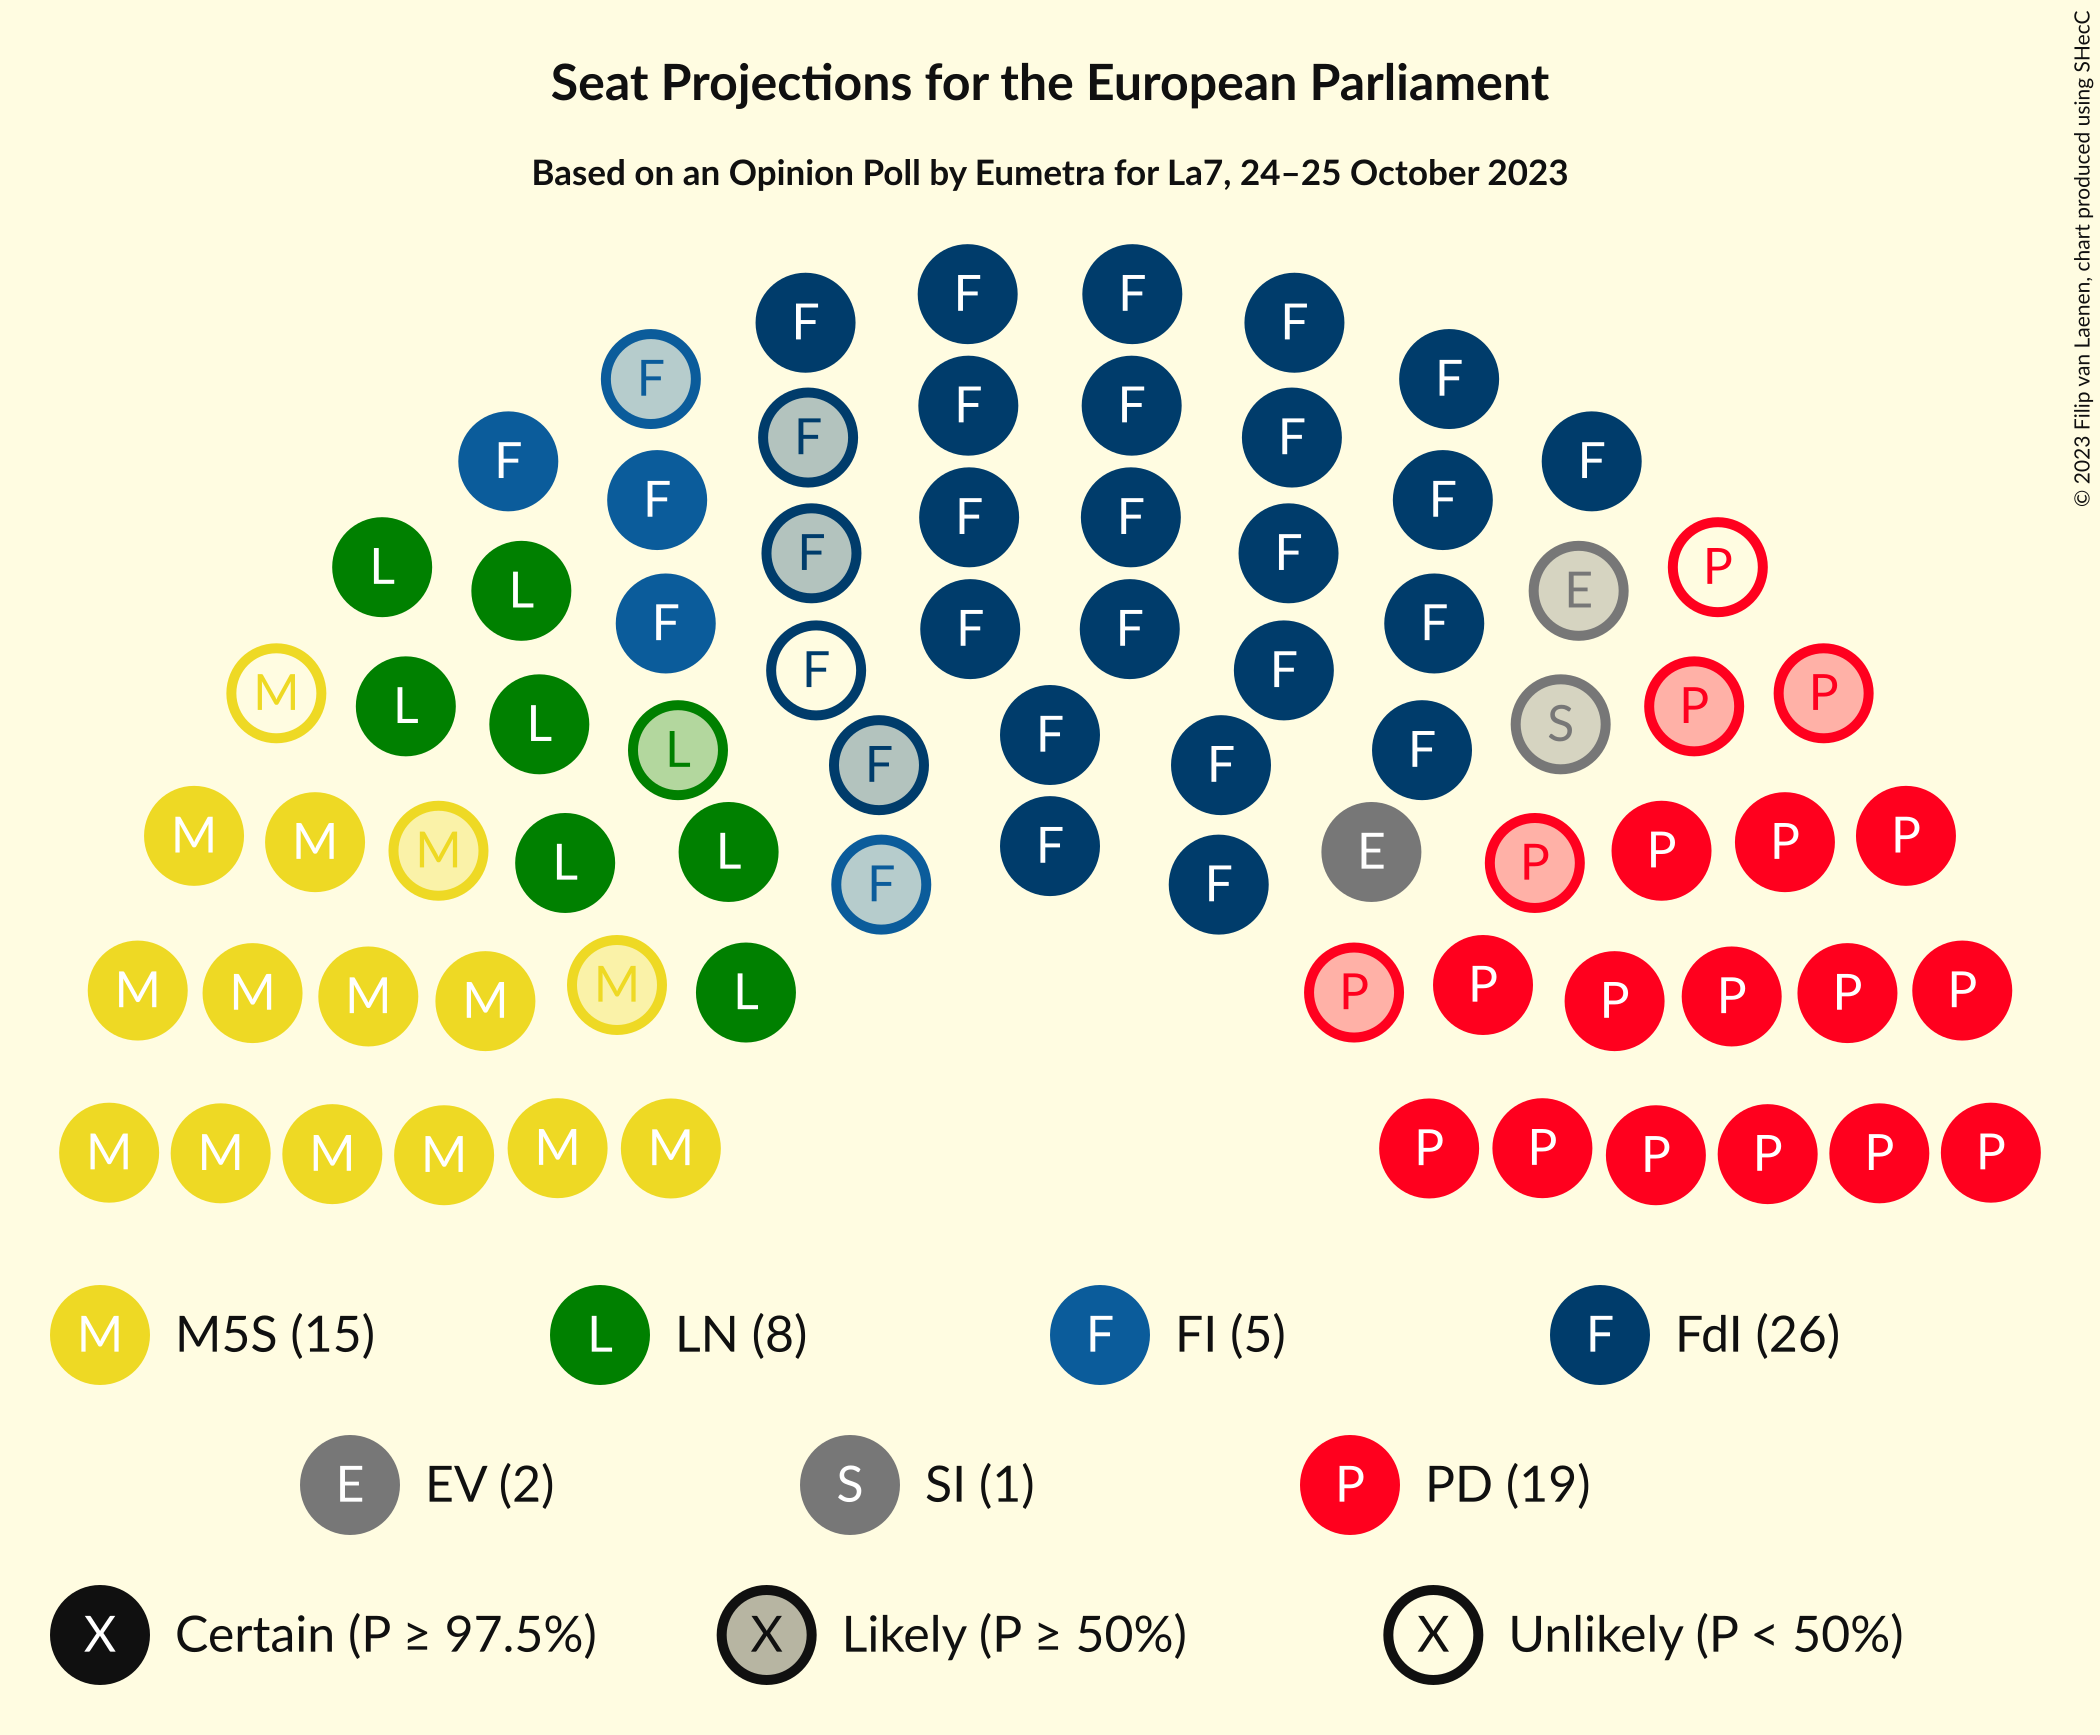 Seat Projections for the European Parliament
Based on an Opinion Poll by Eumetra for La7, 24–25 October 2023
© 2023 Filip van Laenen, chart produced using SHecC
F F
F F
F F F
F F F F
F F
F F F F
F F
L L E P
F F F F
M L L S P P
F F F F
L F F F F
M M M L L F F F E P P P P
M M M M M L P P P P P P
M M M M M M P P P P P P
M M5S (15) L LN (8) F FI (5) F FdI (26)
E EV (2) S SI (1) P PD (19)
X Certain (P ≥ 97.5%) X Likely (P ≥ 50%) X Unlikely (P < 50%)